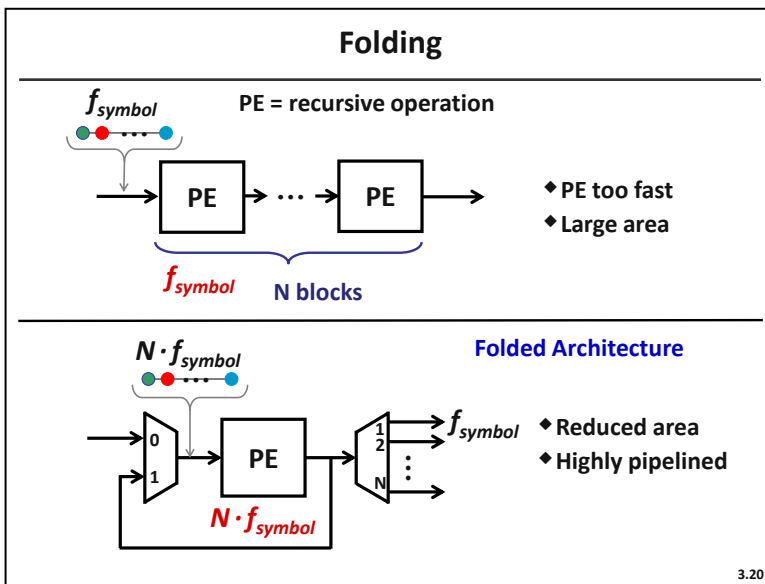 Folding
f_symbol
PE = recursive operation
• • •
PE
• • •
PE
◆ PE too fast
◆ Large area
f_symbol
N blocks
N · f_symbol
Folded Architecture
• • •
0
1
PE
N · f_symbol
1
2
⋮
N
f_symbol
◆ Reduced area
◆ Highly pipelined
3.20